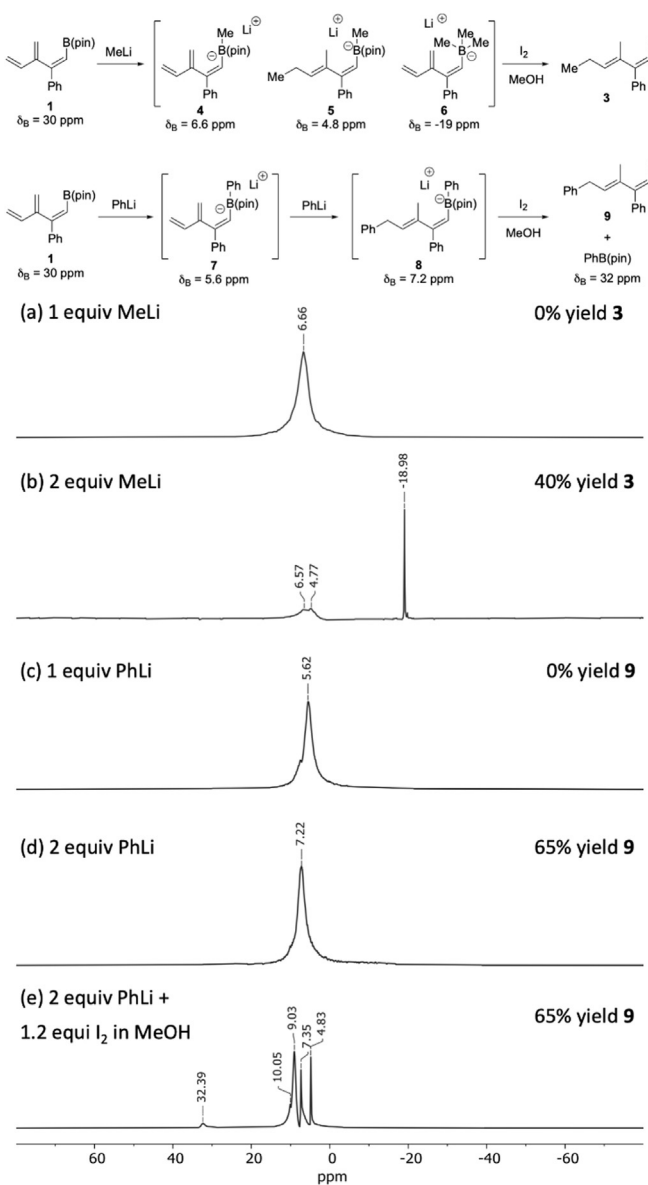 B(pin)
Ph
1
δB = 30 ppm
MeLi
Me Li⊕
B(pin)
⊖
Ph
4
δB = 6.6 ppm
Li⊕ Me
B(pin)
⊖
Me
Ph
5
δB = 4.8 ppm
Li⊕
Me Me Me
B
⊖
Ph
6
δB = -19 ppm
I2
MeOH
Me
Ph
3
B(pin)
Ph
1
δB = 30 ppm
PhLi
Ph Li⊕
B(pin)
⊖
Ph
7
δB = 5.6 ppm
PhLi
Li⊕ Ph
B(pin)
⊖
Ph
Ph
8
δB = 7.2 ppm
I2
MeOH
Ph
Ph
9
+
PhB(pin)
δB = 32 ppm
(a) 1 equiv MeLi 0% yield 3
6.66
(b) 2 equiv MeLi 40% yield 3
6.57 4.77 -18.98
(c) 1 equiv PhLi 0% yield 9
5.62
(d) 2 equiv PhLi 65% yield 9
7.22
(e) 2 equiv PhLi + 65% yield 9
1.2 equi I2 in MeOH
32.39 10.05 9.03 7.35 4.83
60 40 20 0 -20 -40 -60
ppm